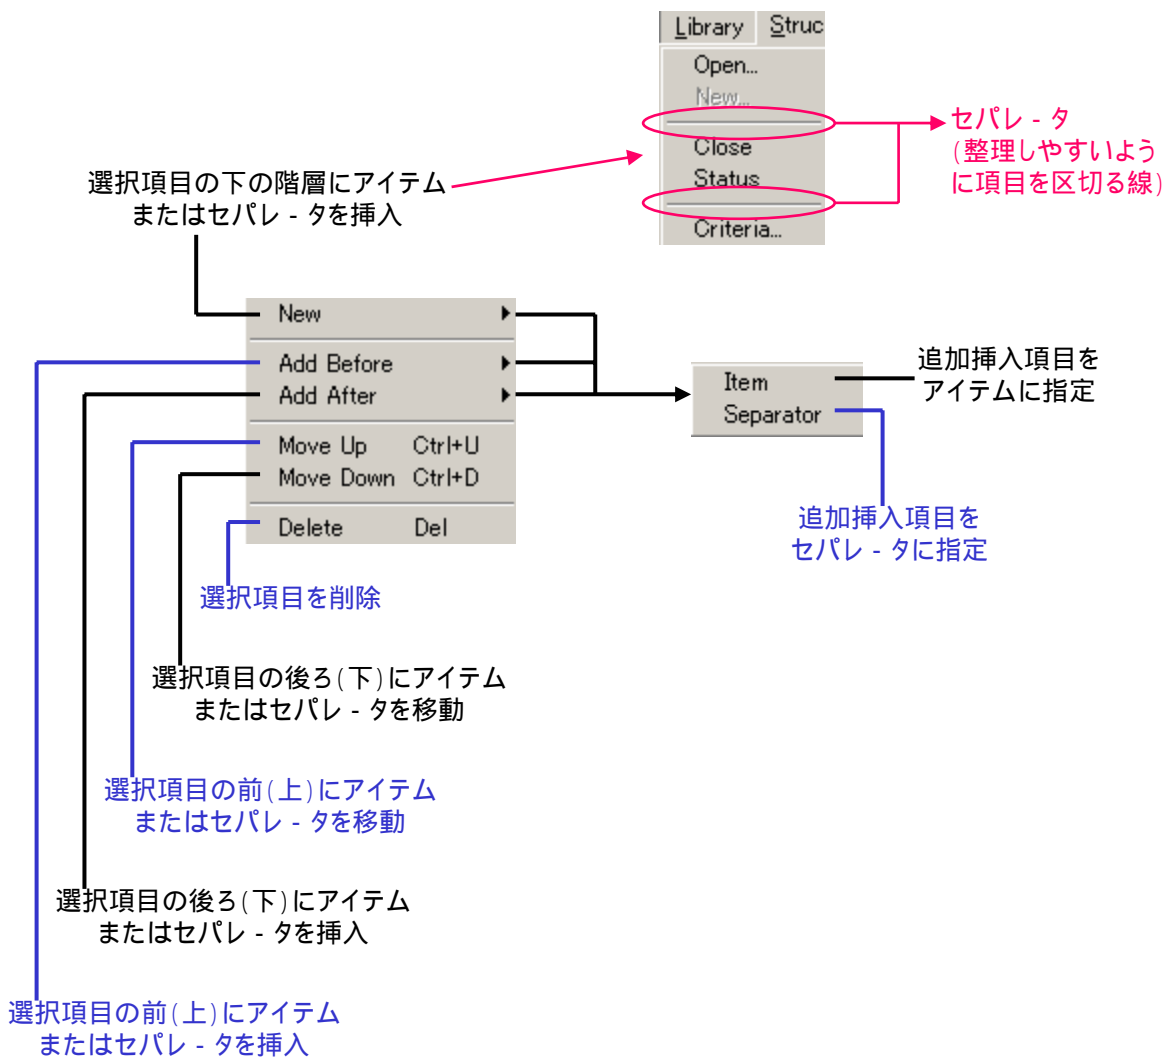 Library Struc
Open...
New...
Close
Status
Criteria...
セパレ - タ
(整理しやすいよう
に項目を区切る線)
選択項目の下の階層にアイテム
またはセパレ - タを挿入
New
Add Before
Add After
Move Up Ctrl+U
Move Down Ctrl+D
Delete Del
Item
Separator
追加挿入項目を
アイテムに指定
追加挿入項目を
セパレ - タに指定
選択項目を削除
選択項目の後ろ(下)にアイテム
またはセパレ - タを移動
選択項目の前(上)にアイテム
またはセパレ - タを移動
選択項目の後ろ(下)にアイテム
またはセパレ - タを挿入
選択項目の前(上)にアイテム
またはセパレ - タを挿入